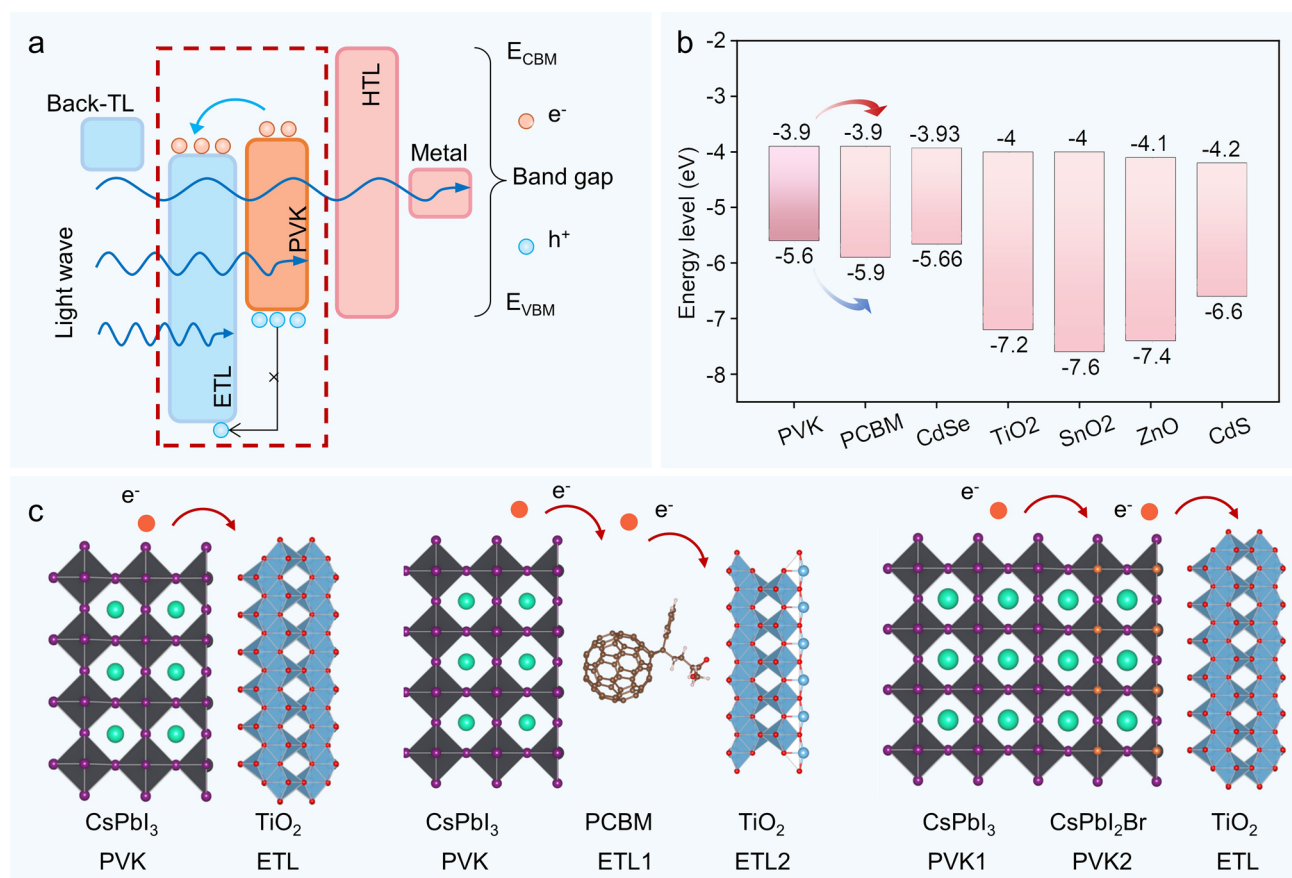 a
Back-TL
HTL
E_CBM
e⁻
Metal
Band gap
PVK
h⁺
Light wave
E_VBM
ETL
×
b
Energy level (eV)
-2
-3
-4
-5
-6
-7
-8
-3.9 -3.9 -3.93 -4 -4 -4.1 -4.2
-5.6 -5.9 -5.66 -7.2 -7.6 -7.4 -6.6
PVK PCBM CdSe TiO2 SnO2 ZnO CdS
c
e⁻ e⁻ e⁻ e⁻ e⁻
CsPbI₃ TiO₂ CsPbI₃ PCBM TiO₂ CsPbI₃ CsPbI₂Br TiO₂
PVK ETL PVK ETL1 ETL2 PVK1 PVK2 ETL